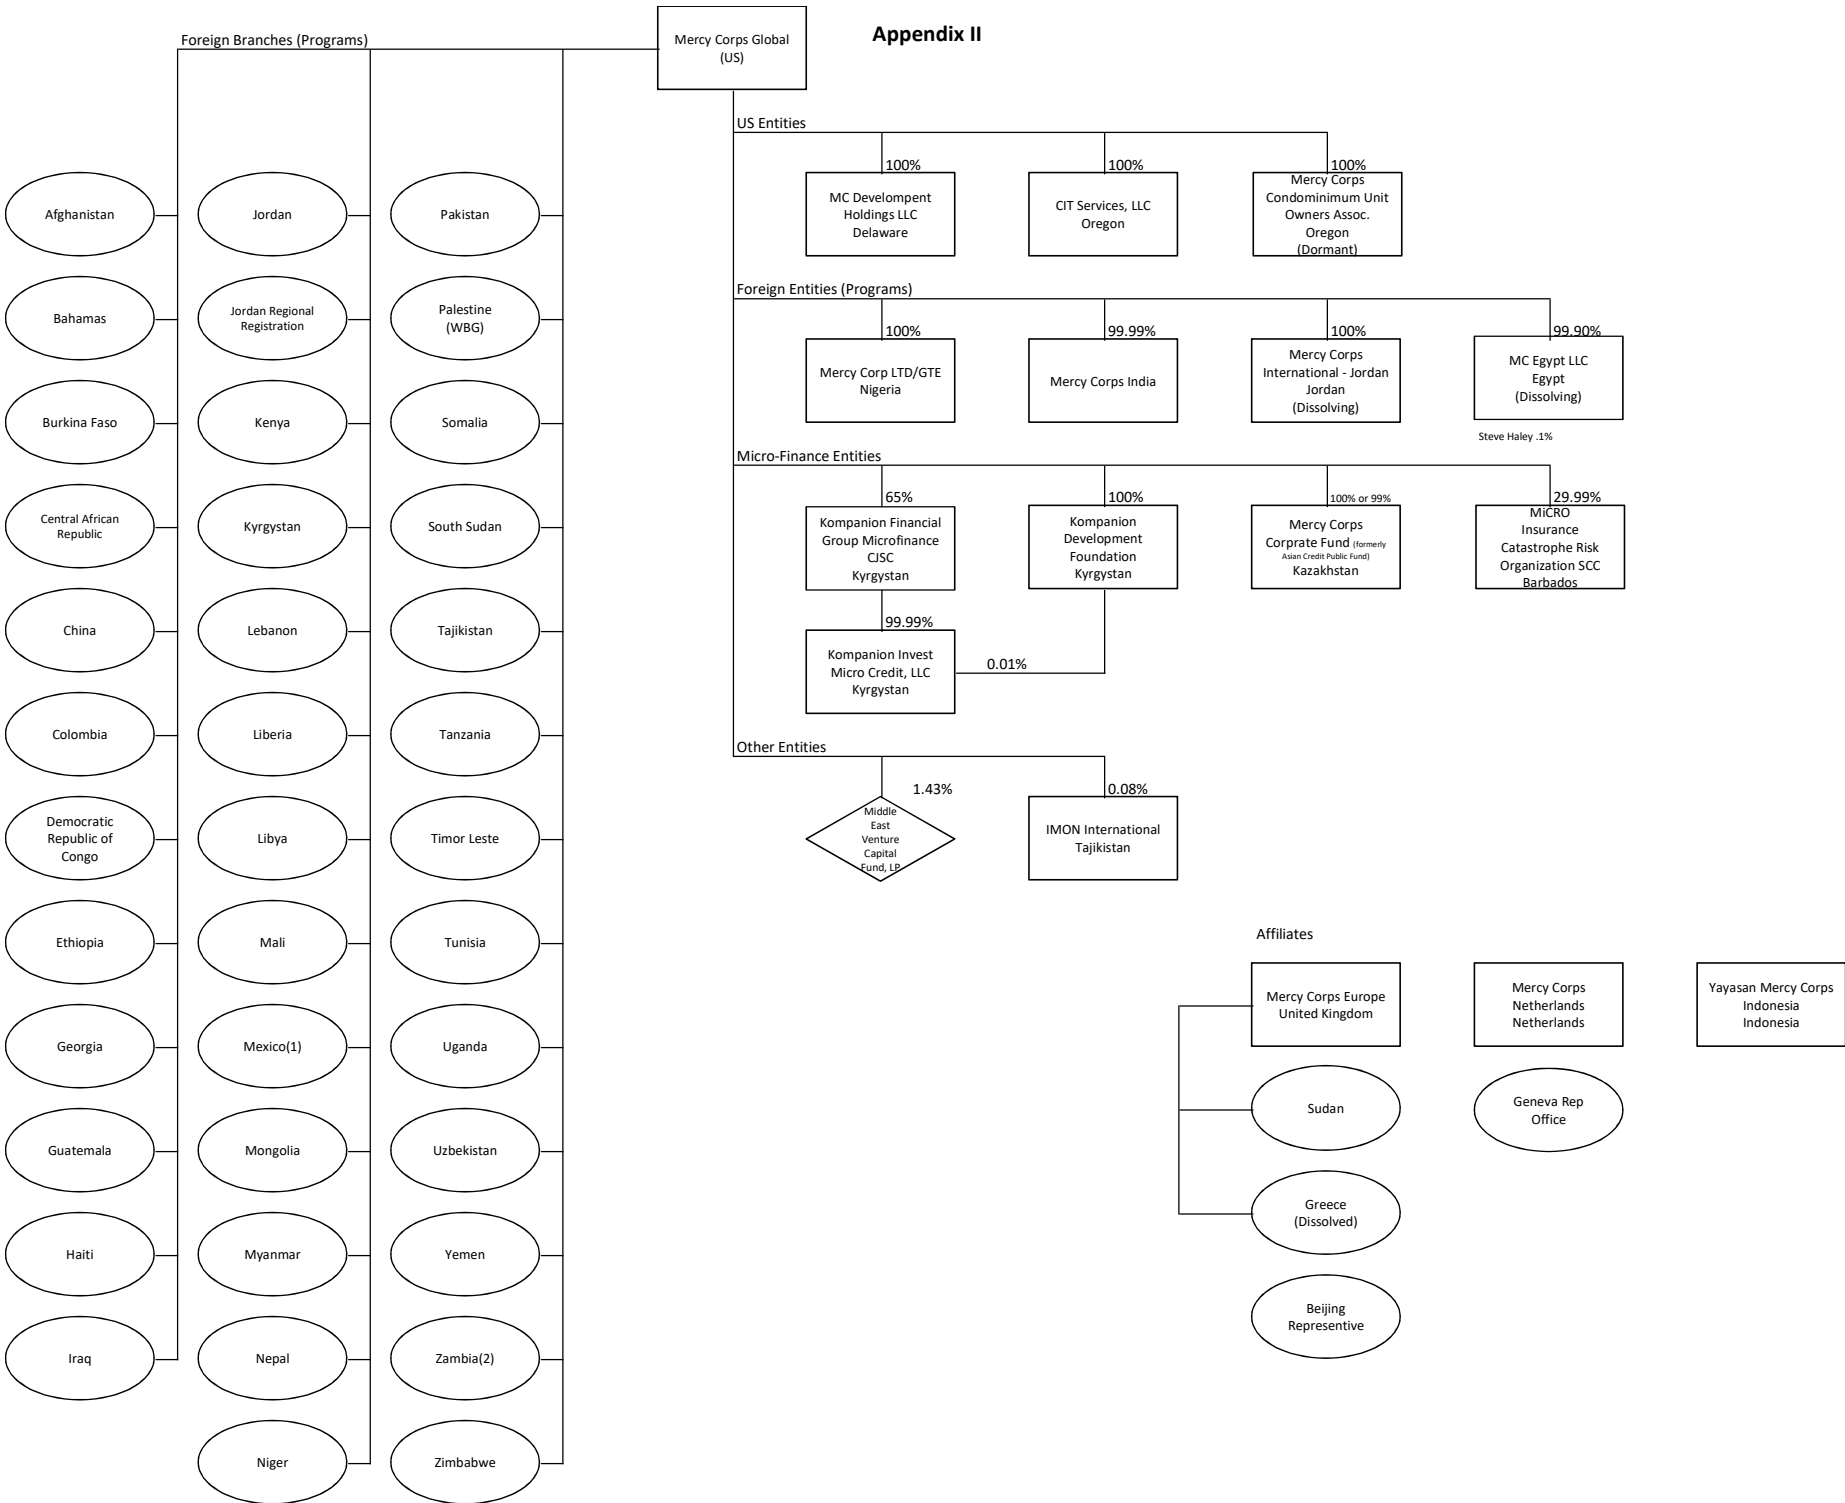 Appendix II
Mercy Corps Global
(US)
Foreign Branches (Programs)
Afghanistan
Bahamas
Burkina Faso
Central African
Republic
China
Colombia
Democratic
Republic of
Congo
Ethiopia
Georgia
Guatemala
Haiti
Iraq
Jordan
Jordan Regional
Registration
Kenya
Kyrgystan
Lebanon
Liberia
Libya
Mali
Mexico(1)
Mongolia
Myanmar
Nepal
Niger
Pakistan
Palestine
(WBG)
Somalia
South Sudan
Tajikistan
Tanzania
Timor Leste
Tunisia
Uganda
Uzbekistan
Yemen
Zambia(2)
Zimbabwe
US Entities
100%
MC Develompent
Holdings LLC
Delaware
100%
CIT Services, LLC
Oregon
100%
Mercy Corps
Condominimum Unit
Owners Assoc.
Oregon
(Dormant)
Foreign Entities (Programs)
100%
Mercy Corp LTD/GTE
Nigeria
99.99%
Mercy Corps India
100%
Mercy Corps
International - Jordan
Jordan
(Dissolving)
99.90%
MC Egypt LLC
Egypt
(Dissolving)
Steve Haley .1%
Micro-Finance Entities
65%
Kompanion Financial
Group Microfinance
CJSC
Kyrgystan
100%
Kompanion
Development
Foundation
Kyrgystan
100% or 99%
Mercy Corps
Corprate Fund (formerly
Asian Credit Public Fund)
Kazakhstan
29.99%
MiCRO
Insurance
Catastrophe Risk
Organization SCC
Barbados
99.99%
Kompanion Invest
Micro Credit, LLC
Kyrgystan
0.01%
Other Entities
1.43%
Middle
East
Venture
Capital
Fund, LP
0.08%
IMON International
Tajikistan
Affiliates
Mercy Corps Europe
United Kingdom
Sudan
Greece
(Dissolved)
Beijing
Representive
Mercy Corps
Netherlands
Netherlands
Geneva Rep
Office
Yayasan Mercy Corps
Indonesia
Indonesia